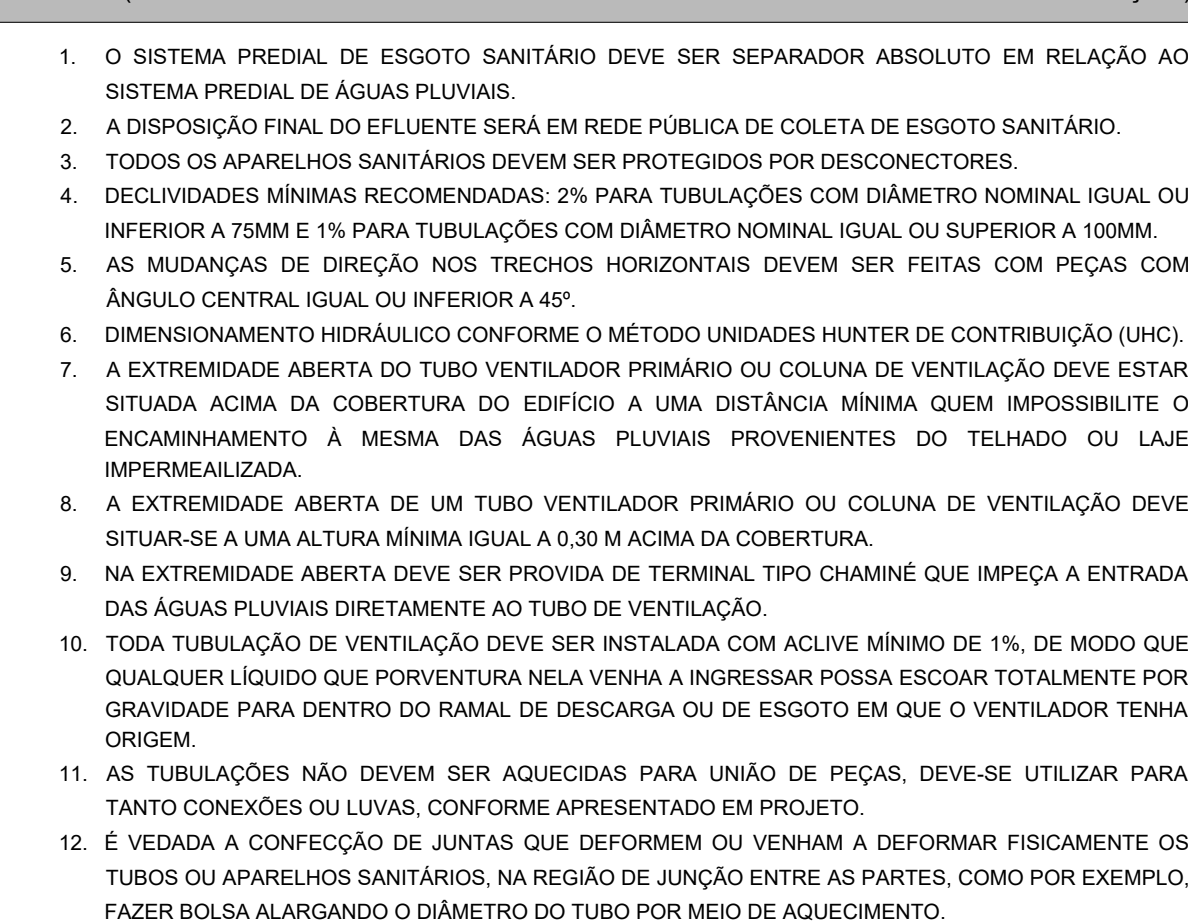 1. O SISTEMA PREDIAL DE ESGOTO SANITÁRIO DEVE SER SEPARADOR ABSOLUTO EM RELAÇÃO AO
SISTEMA PREDIAL DE ÁGUAS PLUVIAIS.
2. A DISPOSIÇÃO FINAL DO EFLUENTE SERÁ EM REDE PÚBLICA DE COLETA DE ESGOTO SANITÁRIO.
3. TODOS OS APARELHOS SANITÁRIOS DEVEM SER PROTEGIDOS POR DESCONECTORES.
4. DECLIVIDADES MÍNIMAS RECOMENDADAS: 2% PARA TUBULAÇÕES COM DIÂMETRO NOMINAL IGUAL OU
INFERIOR A 75MM E 1% PARA TUBULAÇÕES COM DIÂMETRO NOMINAL IGUAL OU SUPERIOR A 100MM.
5. AS MUDANÇAS DE DIREÇÃO NOS TRECHOS HORIZONTAIS DEVEM SER FEITAS COM PEÇAS COM
ÂNGULO CENTRAL IGUAL OU INFERIOR A 45º.
6. DIMENSIONAMENTO HIDRÁULICO CONFORME O MÉTODO UNIDADES HUNTER DE CONTRIBUIÇÃO (UHC).
7. A EXTREMIDADE ABERTA DO TUBO VENTILADOR PRIMÁRIO OU COLUNA DE VENTILAÇÃO DEVE ESTAR
SITUADA ACIMA DA COBERTURA DO EDIFÍCIO A UMA DISTÂNCIA MÍNIMA QUEM IMPOSSIBILITE O
ENCAMINHAMENTO À MESMA DAS ÁGUAS PLUVIAIS PROVENIENTES DO TELHADO OU LAJE
IMPERMEAILIZADA.
8. A EXTREMIDADE ABERTA DE UM TUBO VENTILADOR PRIMÁRIO OU COLUNA DE VENTILAÇÃO DEVE
SITUAR-SE A UMA ALTURA MÍNIMA IGUAL A 0,30 M ACIMA DA COBERTURA.
9. NA EXTREMIDADE ABERTA DEVE SER PROVIDA DE TERMINAL TIPO CHAMINÉ QUE IMPEÇA A ENTRADA
DAS ÁGUAS PLUVIAIS DIRETAMENTE AO TUBO DE VENTILAÇÃO.
10. TODA TUBULAÇÃO DE VENTILAÇÃO DEVE SER INSTALADA COM ACLIVE MÍNIMO DE 1%, DE MODO QUE
QUALQUER LÍQUIDO QUE PORVENTURA NELA VENHA A INGRESSAR POSSA ESCOAR TOTALMENTE POR
GRAVIDADE PARA DENTRO DO RAMAL DE DESCARGA OU DE ESGOTO EM QUE O VENTILADOR TENHA
ORIGEM.
11. AS TUBULAÇÕES NÃO DEVEM SER AQUECIDAS PARA UNIÃO DE PEÇAS, DEVE-SE UTILIZAR PARA
TANTO CONEXÕES OU LUVAS, CONFORME APRESENTADO EM PROJETO.
12. É VEDADA A CONFECÇÃO DE JUNTAS QUE DEFORMEM OU VENHAM A DEFORMAR FISICAMENTE OS
TUBOS OU APARELHOS SANITÁRIOS, NA REGIÃO DE JUNÇÃO ENTRE AS PARTES, COMO POR EXEMPLO,
FAZER BOLSA ALARGANDO O DIÂMETRO DO TUBO POR MEIO DE AQUECIMENTO.